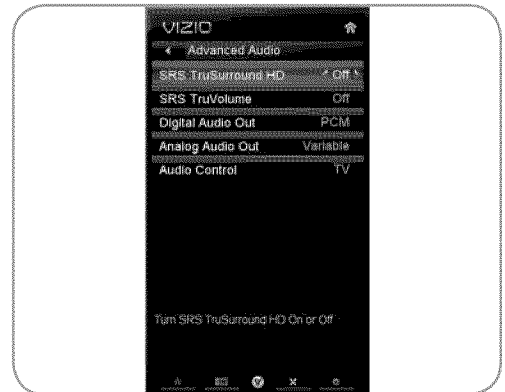 VIZIO
Advanced Audio
SRS TruSurround HD Off
SRS TruVolume Off
Digital Audio Out PCM
Analog Audio Out Variable
Audio Control TV
Turn SRS TruSurround HD On or Off